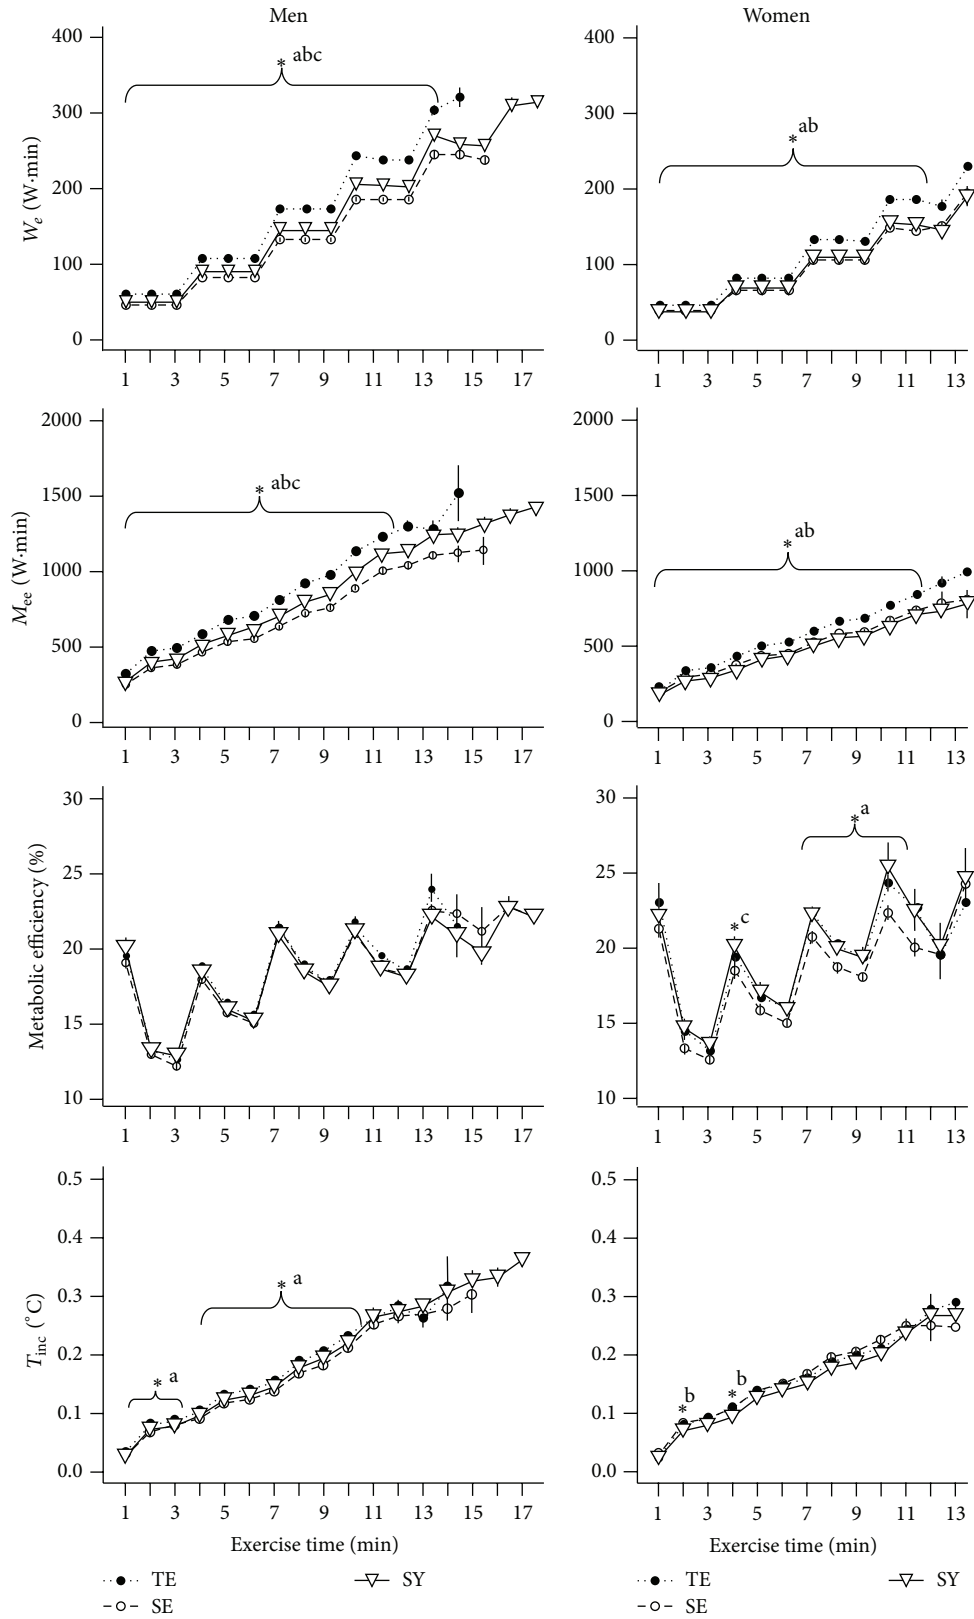 Men
Women
400
300
200
100
0
W_e (W·min)
* abc
1 3 5 7 9 11 13 15 17
400
300
200
100
0
*ab
1 3 5 7 9 11 13
2000
1500
1000
500
0
M_ee (W·min)
* abc
1 3 5 7 9 11 13 15 17
2000
1500
1000
500
0
*ab
1 3 5 7 9 11 13
30
25
20
15
10
Metabolic efficiency (%)
1 3 5 7 9 11 13 15 17
30
25
20
15
10
*a
*c
1 3 5 7 9 11 13
0.5
0.4
0.3
0.2
0.1
0.0
T_inc (°C)
* a
* a
1 3 5 7 9 11 13 15 17
Exercise time (min)
0.5
0.4
0.3
0.2
0.1
0.0
*b
*b
1 3 5 7 9 11 13
Exercise time (min)
TE
SY
SE
TE
SY
SE